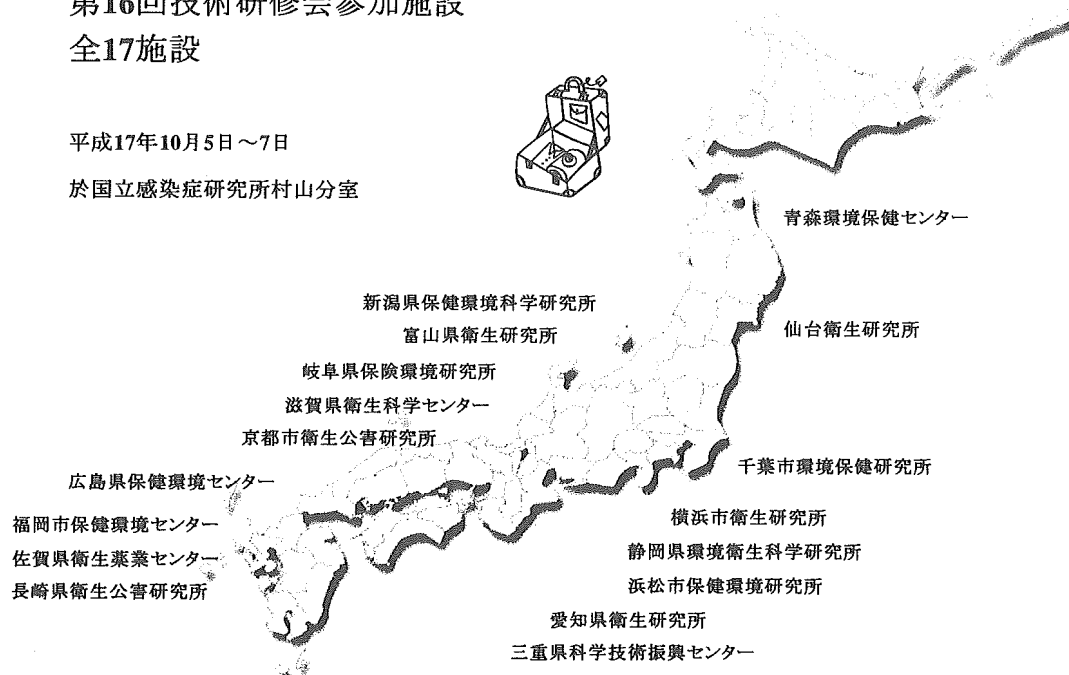 第16回技術研修会参加施設
全17施設
平成17年10月5日～7日
於国立感染症研究所村山分室
青森環境保健センター
新潟県保健環境科学研究所
富山県衛生研究所
仙台衛生研究所
岐阜県保険環境研究所
滋賀県衛生科学センター
京都市衛生公害研究所
千葉市環境保健研究所
広島県保健環境センター
福岡市保健環境センター
佐賀県衛生薬業センター
長崎県衛生公害研究所
横浜市衛生研究所
静岡県環境衛生科学研究所
浜松市保健環境研究所
愛知県衛生研究所
三重県科学技術振興センター